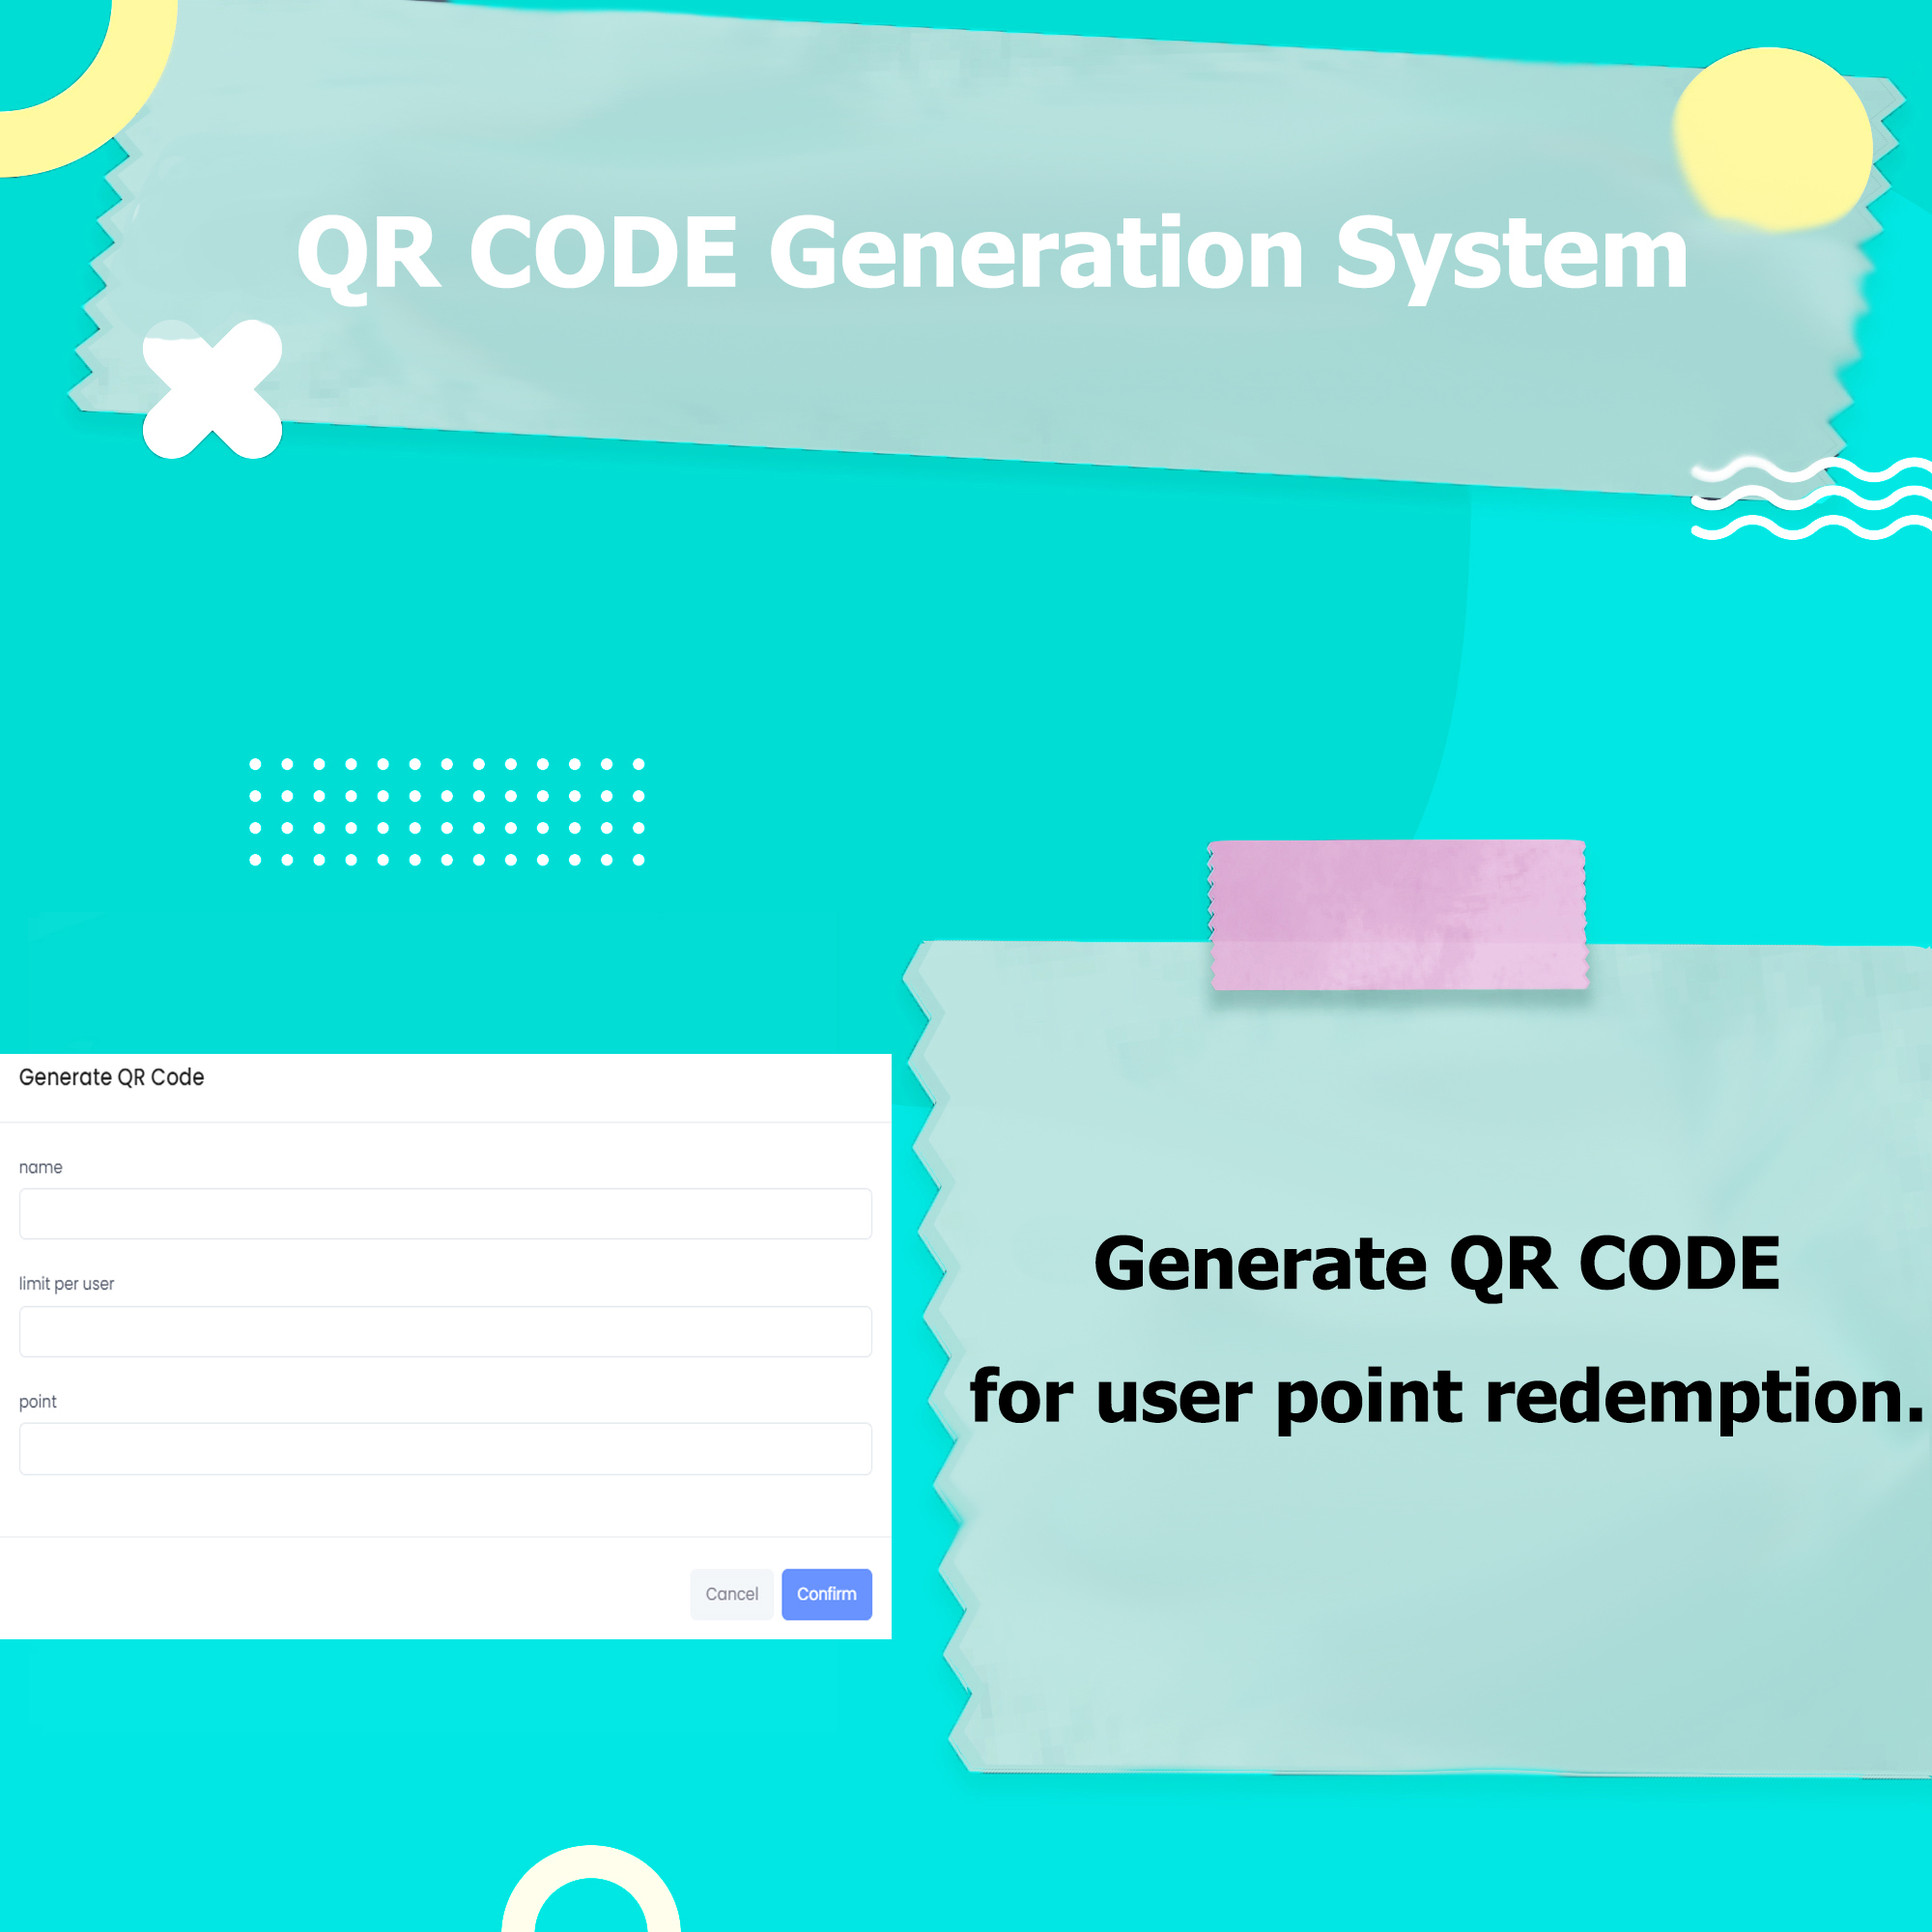 QR CODE Generation System
Generate QR Code
name
limit per user
point
Cancel Confirm
Generate QR CODE
for user point redemption.